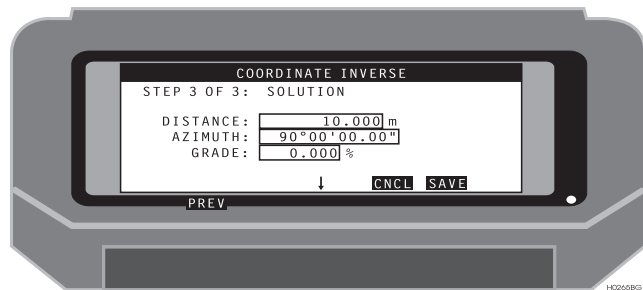 COORDINATE INVERSE
STEP 3 OF 3: SOLUTION
DISTANCE: 10.000 m
AZIMUTH: 90°00'00.00"
GRADE: 0.000 %
↓ CNCL SAVE
PREV
H0265BG